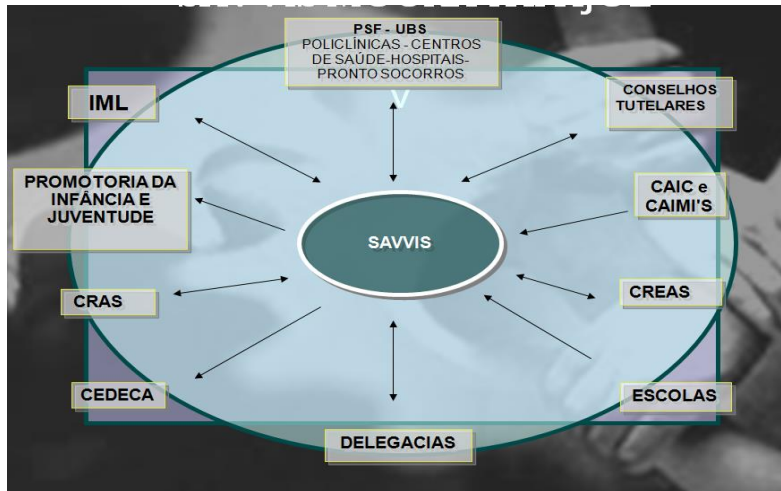 PSF - UBS
POLICLÍNICAS - CENTROS
DE SAÚDE-HOSPITAIS-
PRONTO SOCORROS
V
IML
CONSELHOS
TUTELARES
PROMOTORIA DA
INFÂNCIA E
JUVENTUDE
CAIC e
CAIMI'S
SAVVIS
CRAS
CREAS
CEDECA
ESCOLAS
DELEGACIAS